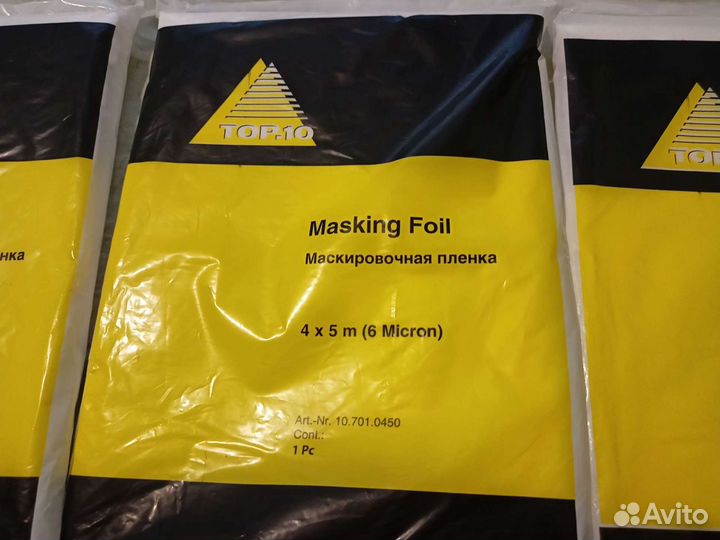 TOP-10
Masking Foil
Маскировочная пленка
4 x 5 m (6 Micron)
Art.-Nr. 10.701.0450
Cont.:
1 Pc
нка
TOP
Avito